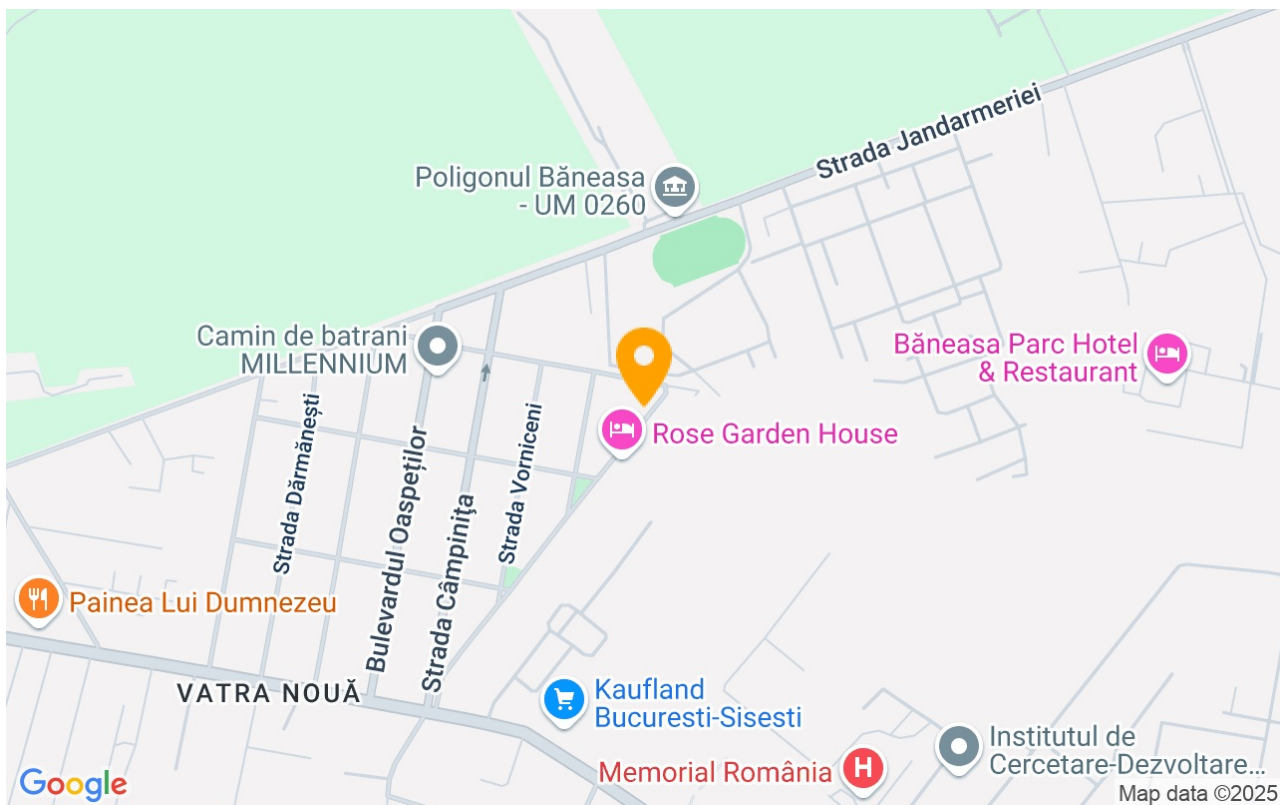 Strada Jandarmeriei
Poligonul Băneasa
- UM 0260
Camin de batrani
MILLENNIUM
Băneasa Parc Hotel
& Restaurant
Rose Garden House
Strada Dărmănești
Bulevardul Oaspeților
Strada Câmpinița
Strada Vorniceni
Painea Lui Dumnezeu
VATRA NOUĂ
Kaufland
Bucuresti-Sisesti
Institutul de
Cercetare-Dezvoltare...
Memorial România
H
Google
Map data ©2025